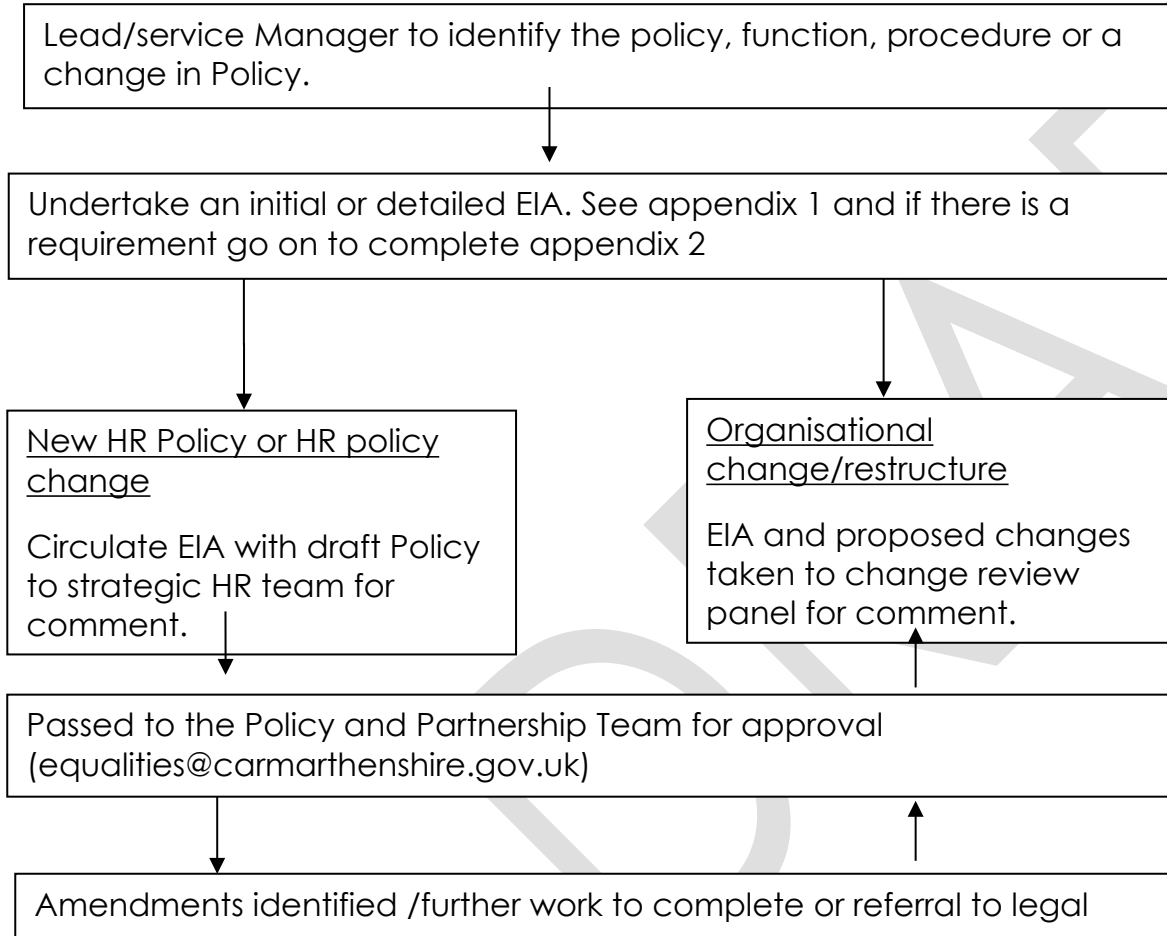 Lead/service Manager to identify the policy, function, procedure or a
change in Policy.
Undertake an initial or detailed EIA. See appendix 1 and if there is a
requirement go on to complete appendix 2
New HR Policy or HR policy
change
Circulate EIA with draft Policy
to strategic HR team for
comment.
Organisational
change/restructure
EIA and proposed changes
taken to change review
panel for comment.
Passed to the Policy and Partnership Team for approval
(equalities@carmarthenshire.gov.uk)
Amendments identified /further work to complete or referral to legal